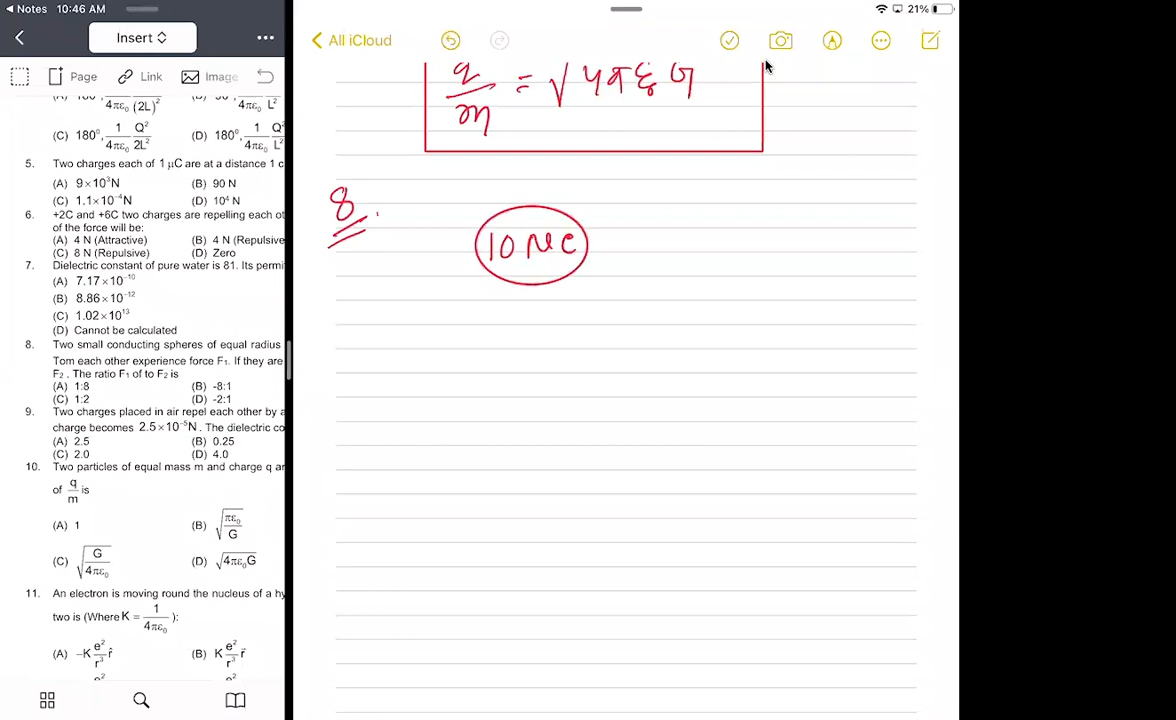 Notes 10:46 AM
21%
Insert
All iCloud
Page Link Image
4πε₀ (2L)² 4πε₀ L²
(C) 180°, 1/4πε₀ Q²/2L² (D) 180°, 1/4πε₀ Q²/L²
5. Two charges each of 1 μC are at a distance 1 c
(A) 9×10³N (B) 90 N
(C) 1.1×10⁻⁴N (D) 10⁴ N
6. +2C and +6C two charges are repelling each ot
of the force will be:
(A) 4 N (Attractive) (B) 4 N (Repulsive
(C) 8 N (Repulsive) (D) Zero
7. Dielectric constant of pure water is 81. Its permi
(A) 7.17×10⁻¹⁰
(B) 8.86×10⁻¹²
(C) 1.02×10¹³
(D) Cannot be calculated
8. Two small conducting spheres of equal radius
Tom each other experience force F₁. If they are
F₂ . The ratio F₁ of to F₂ is
(A) 1:8 (B) -8:1
(C) 1:2 (D) -2:1
9. Two charges placed in air repel each other by a
charge becomes 2.5×10⁻⁵N . The dielectric co
(A) 2.5 (B) 0.25
(C) 2.0 (D) 4.0
10. Two particles of equal mass m and charge q ar
of q/m is
(A) 1 (B) √(πε₀/G)
(C) √(G/4πε₀) (D) √4πε₀G
11. An electron is moving round the nucleus of a hy
two is (Where K = 1/4πε₀ ):
(A) −K e²/r³ r̂ (B) K e²/r³ r⃗
q/m = √4πε₀G
8.
10 μC